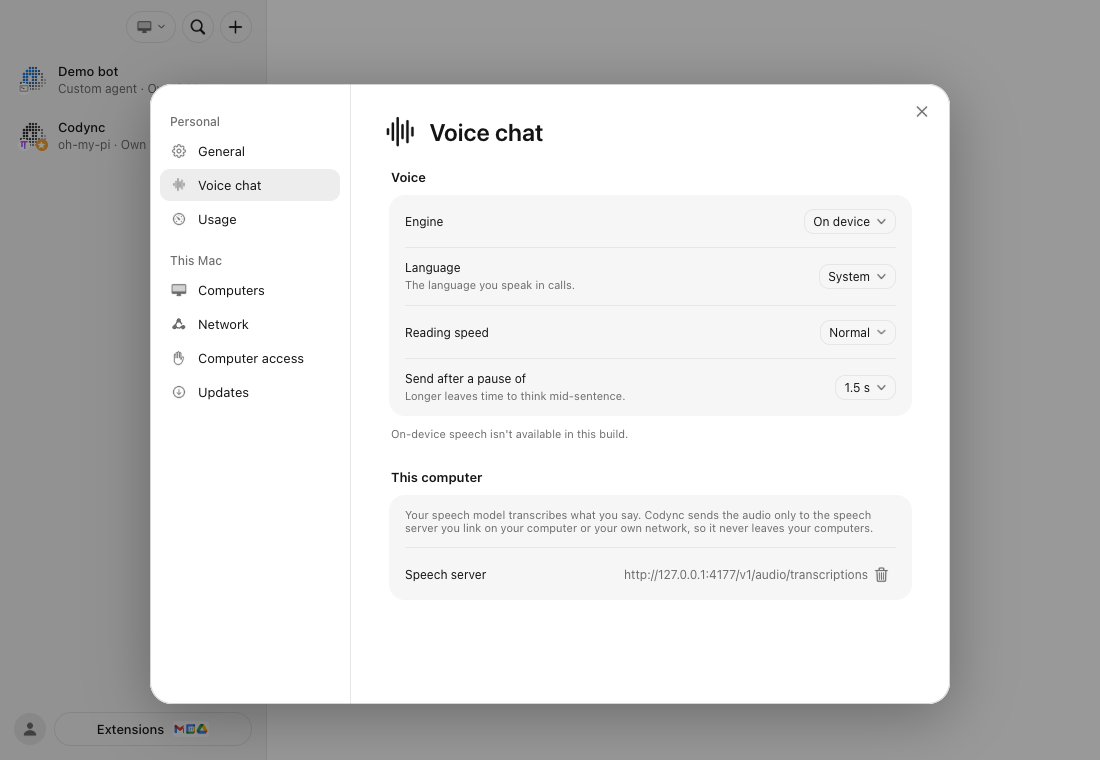 Demo bot
Custom agent · O
Codync
oh-my-pi · Own
Extensions
Personal
General
Voice chat
Usage
This Mac
Computers
Network
Computer access
Updates
Voice chat
Voice
Engine
On device
Language
The language you speak in calls.
System
Reading speed
Normal
Send after a pause of
Longer leaves time to think mid-sentence.
1.5 s
On-device speech isn't available in this build.
This computer
Your speech model transcribes what you say. Codync sends the audio only to the speech
server you link on your computer or your own network, so it never leaves your computers.
Speech server
http://127.0.0.1:4177/v1/audio/transcriptions